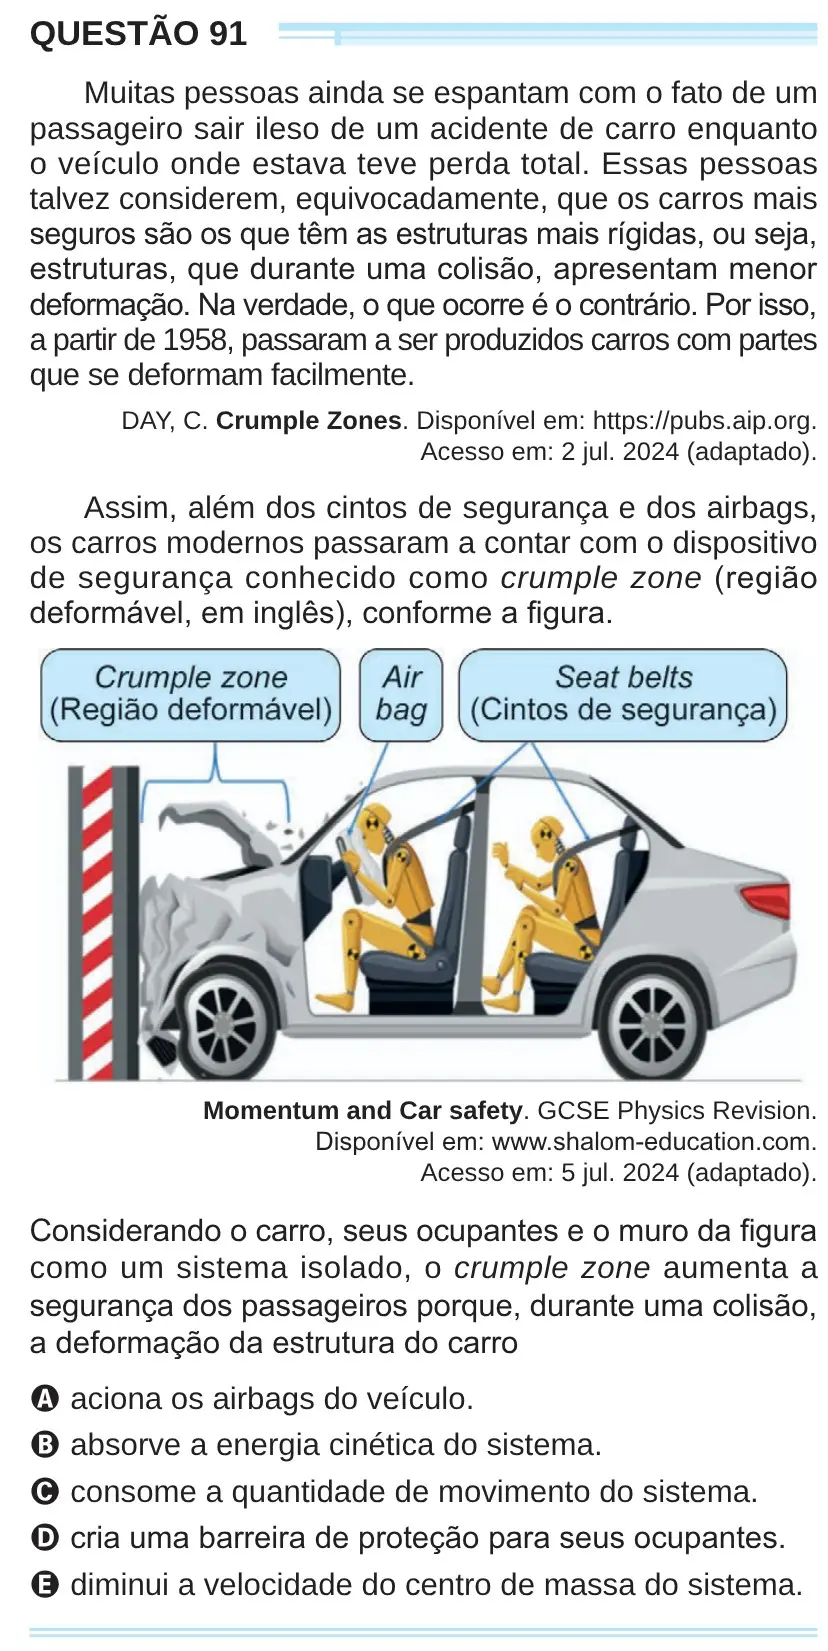 QUESTÃO 91
Muitas pessoas ainda se espantam com o fato de um
passageiro sair ileso de um acidente de carro enquanto
o veículo onde estava teve perda total. Essas pessoas
talvez considerem, equivocadamente, que os carros mais
seguros são os que têm as estruturas mais rígidas, ou seja,
estruturas, que durante uma colisão, apresentam menor
deformação. Na verdade, o que ocorre é o contrário. Por isso,
a partir de 1958, passaram a ser produzidos carros com partes
que se deformam facilmente.
DAY, C. Crumple Zones. Disponível em: https://pubs.aip.org.
Acesso em: 2 jul. 2024 (adaptado).
Assim, além dos cintos de segurança e dos airbags,
os carros modernos passaram a contar com o dispositivo
de segurança conhecido como crumple zone (região
deformável, em inglês), conforme a figura.
Crumple zone
(Região deformável)
Air
bag
Seat belts
(Cintos de segurança)
Momentum and Car safety. GCSE Physics Revision.
Disponível em: www.shalom-education.com.
Acesso em: 5 jul. 2024 (adaptado).
Considerando o carro, seus ocupantes e o muro da figura
como um sistema isolado, o crumple zone aumenta a
segurança dos passageiros porque, durante uma colisão,
a deformação da estrutura do carro
A aciona os airbags do veículo.
B absorve a energia cinética do sistema.
C consome a quantidade de movimento do sistema.
D cria uma barreira de proteção para seus ocupantes.
E diminui a velocidade do centro de massa do sistema.